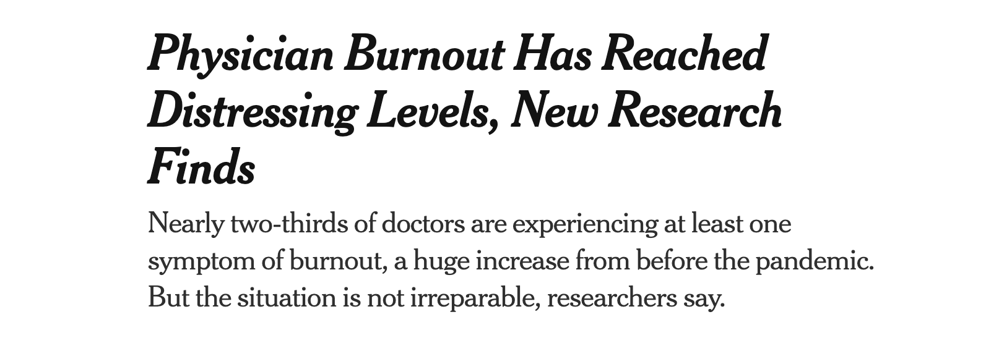 Physician Burnout Has Reached
Distressing Levels, New Research
Finds
Nearly two-thirds of doctors are experiencing at least one
symptom of burnout, a huge increase from before the pandemic.
But the situation is not irreparable, researchers say.